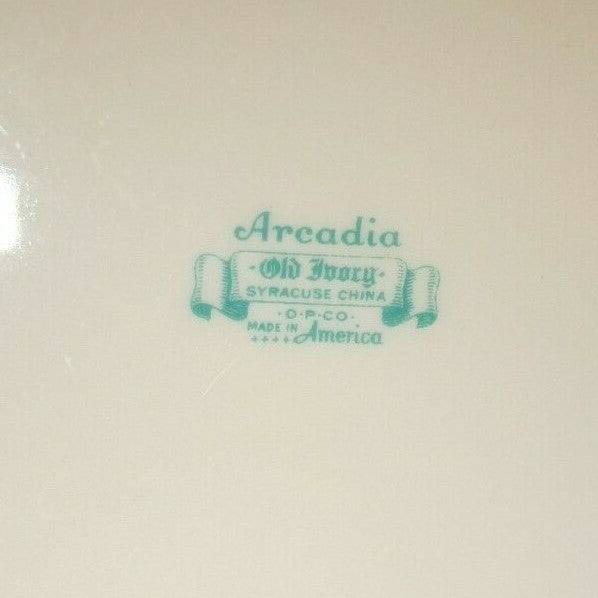 Arcadia
·Old Ivory·
SYRACUSE CHINA
·O·P·CO·
MADE IN America
++++